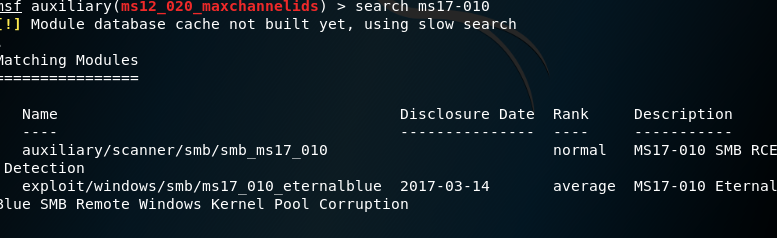 msf auxiliary(ms12_020_maxchannelids) > search ms17-010
[!] Module database cache not built yet, using slow search
Matching Modules
================
Name Disclosure Date Rank Description
---- --------------- ---- -----------
auxiliary/scanner/smb/smb_ms17_010 normal MS17-010 SMB RCE
Detection
exploit/windows/smb/ms17_010_eternalblue 2017-03-14 average MS17-010 Eternal
Blue SMB Remote Windows Kernel Pool Corruption